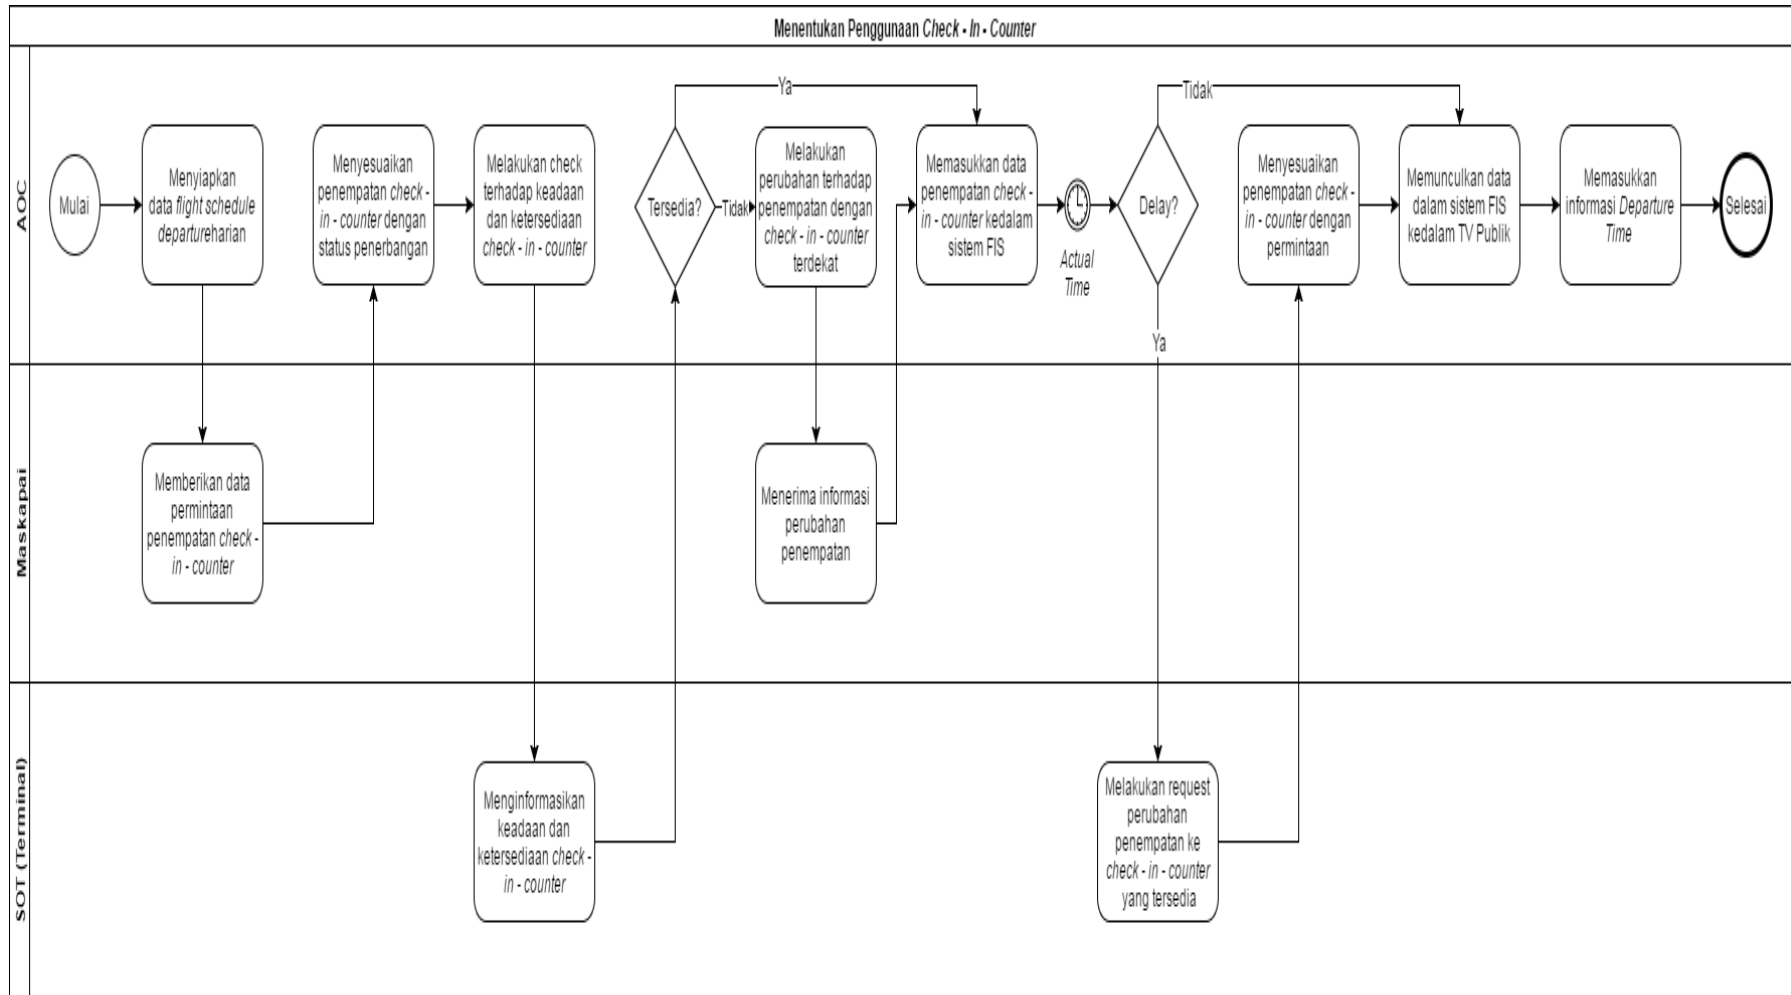 Menentukan Penggunaan Check - In - Counter
AOC
Mulai
Menyiapkan
data flight schedule
departureharian
Menyesuaikan
penempatan check -
in - counter dengan
status penerbangan
Melakukan check
terhadap keadaan
dan ketersediaan
check - in - counter
Tersedia?
Ya
Tidak
Melakukan
perubahan terhadap
penempatan dengan
check - in - counter
terdekat
Memasukkan data
penempatan check -
in - counter kedalam
sistem FIS
Actual
Time
Delay?
Tidak
Ya
Menyesuaikan
penempatan check -
in - counter dengan
permintaan
Memunculkan data
dalam sistem FIS
kedalam TV Publik
Memasukkan
informasi Departure
Time
Selesai
Maskapai
Memberikan data
permintaan
penempatan check -
in - counter
Menerima informasi
perubahan
penempatan
SOT (Terminal)
Menginformasikan
keadaan dan
ketersediaan check -
in - counter
Melakukan request
perubahan
penempatan ke
check - in - counter
yang tersedia